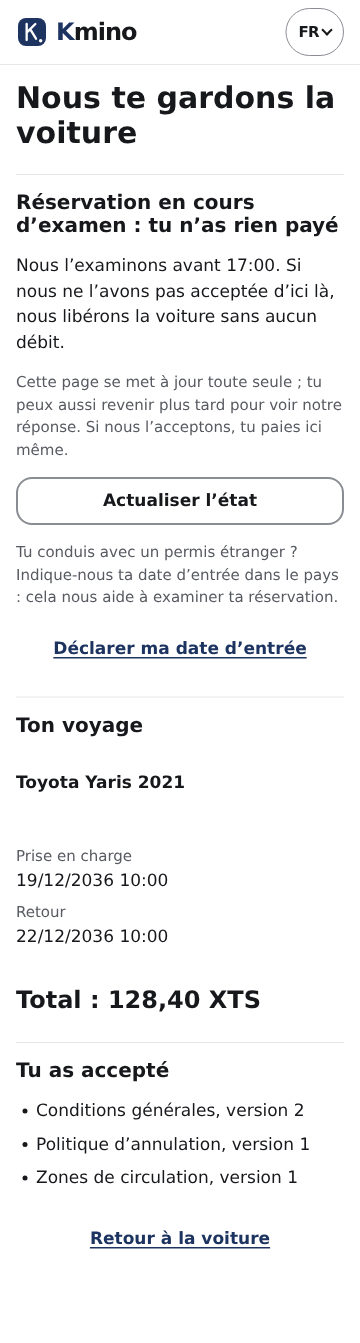 Kmino
FR
Nous te gardons la
voiture
Réservation en cours
d’examen : tu n’as rien payé
Nous l’examinons avant 17:00. Si
nous ne l’avons pas acceptée d’ici là,
nous libérons la voiture sans aucun
débit.
Cette page se met à jour toute seule ; tu
peux aussi revenir plus tard pour voir notre
réponse. Si nous l’acceptons, tu paies ici
même.
Actualiser l’état
Tu conduis avec un permis étranger ?
Indique-nous ta date d’entrée dans le pays
: cela nous aide à examiner ta réservation.
Déclarer ma date d’entrée
Ton voyage
Toyota Yaris 2021
Prise en charge
19/12/2036 10:00
Retour
22/12/2036 10:00
Total : 128,40 XTS
Tu as accepté
• Conditions générales, version 2
• Politique d’annulation, version 1
• Zones de circulation, version 1
Retour à la voiture